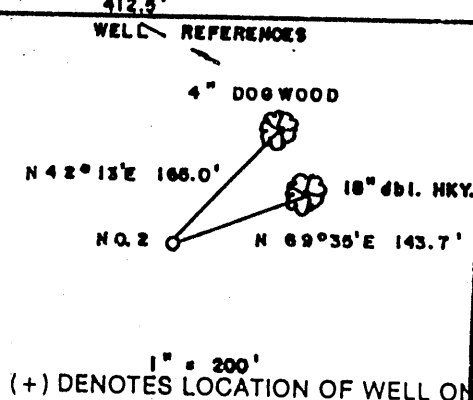 412.5'
WELL REFERENCES
4" DOGWOOD
N 42°13'E 165.0'
18" dbl. HKY.
NO. 2
N 69°35'E 143.7'
1" = 200'
(+) DENOTES LOCATION OF WELL ON